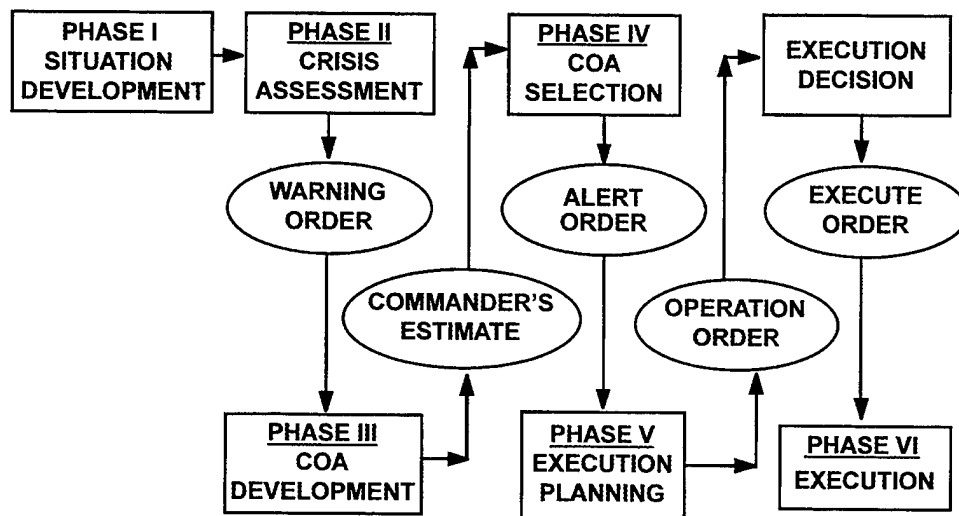 PHASE I
SITUATION
DEVELOPMENT
PHASE II
CRISIS
ASSESSMENT
WARNING
ORDER
PHASE III
COA
DEVELOPMENT
COMMANDER'S
ESTIMATE
PHASE IV
COA
SELECTION
ALERT
ORDER
PHASE V
EXECUTION
PLANNING
OPERATION
ORDER
EXECUTION
DECISION
EXECUTE
ORDER
PHASE VI
EXECUTION